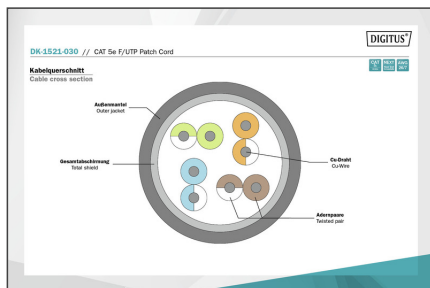 DIGITUS®
DK-1521-030 // CAT 5e F/UTP Patch Cord
Kabelquerschnitt
Cable cross section
Außenmantel
Outer jacket
Gesamtabschirmung
Total shield
Cu-Draht
Cu-Wire
Adernpaare
Twisted pair